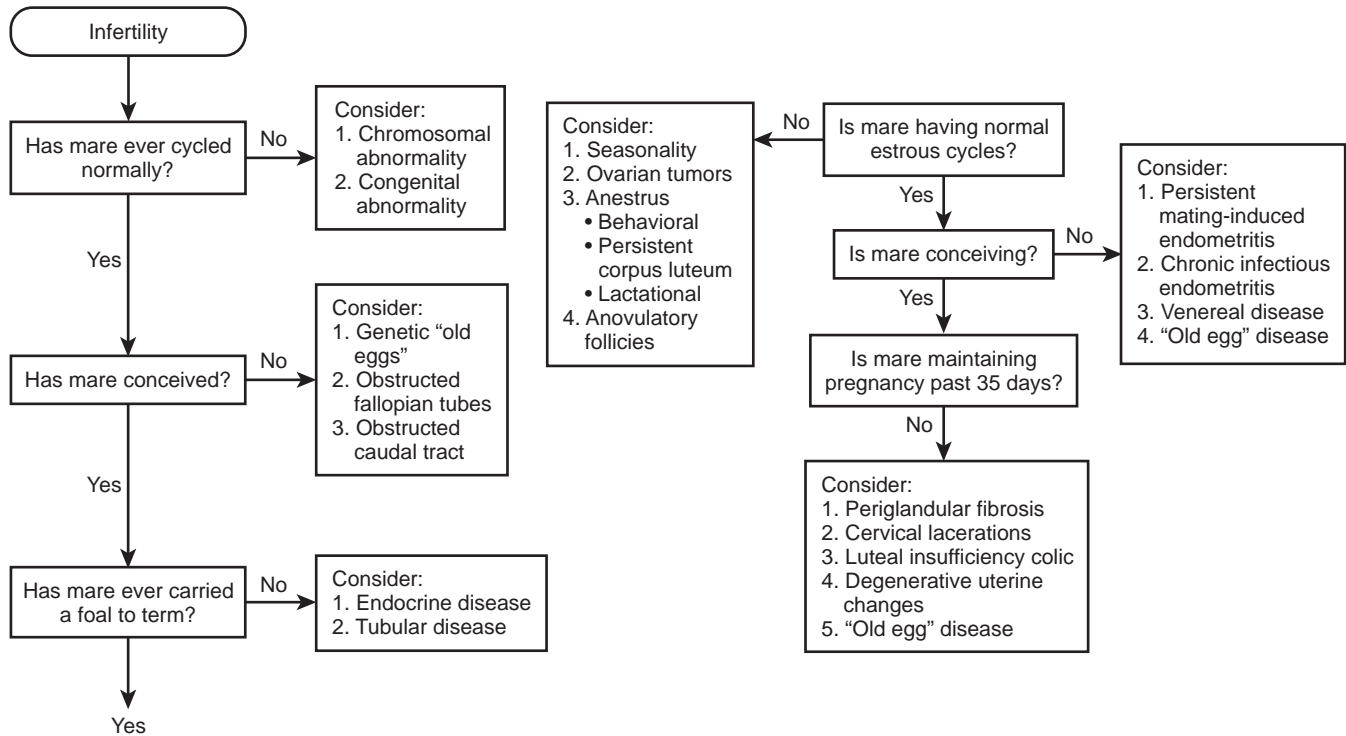 Infertility
Has mare ever cycled
normally?
No
Consider:
1. Chromosomal
abnormality
2. Congenital
abnormality
Yes
Has mare conceived?
No
Consider:
1. Genetic “old
eggs”
2. Obstructed
fallopian tubes
3. Obstructed
caudal tract
Yes
Has mare ever carried
a foal to term?
No
Consider:
1. Endocrine disease
2. Tubular disease
Yes
Is mare having normal
estrous cycles?
No
Consider:
1. Seasonality
2. Ovarian tumors
3. Anestrus
• Behavioral
• Persistent
corpus luteum
• Lactational
4. Anovulatory
follicies
Yes
Is mare conceiving?
No
Consider:
1. Persistent
mating-induced
endometritis
2. Chronic infectious
endometritis
3. Venereal disease
4. “Old egg” disease
Yes
Is mare maintaining
pregnancy past 35 days?
No
Consider:
1. Periglandular fibrosis
2. Cervical lacerations
3. Luteal insufficiency colic
4. Degenerative uterine
changes
5. “Old egg” disease